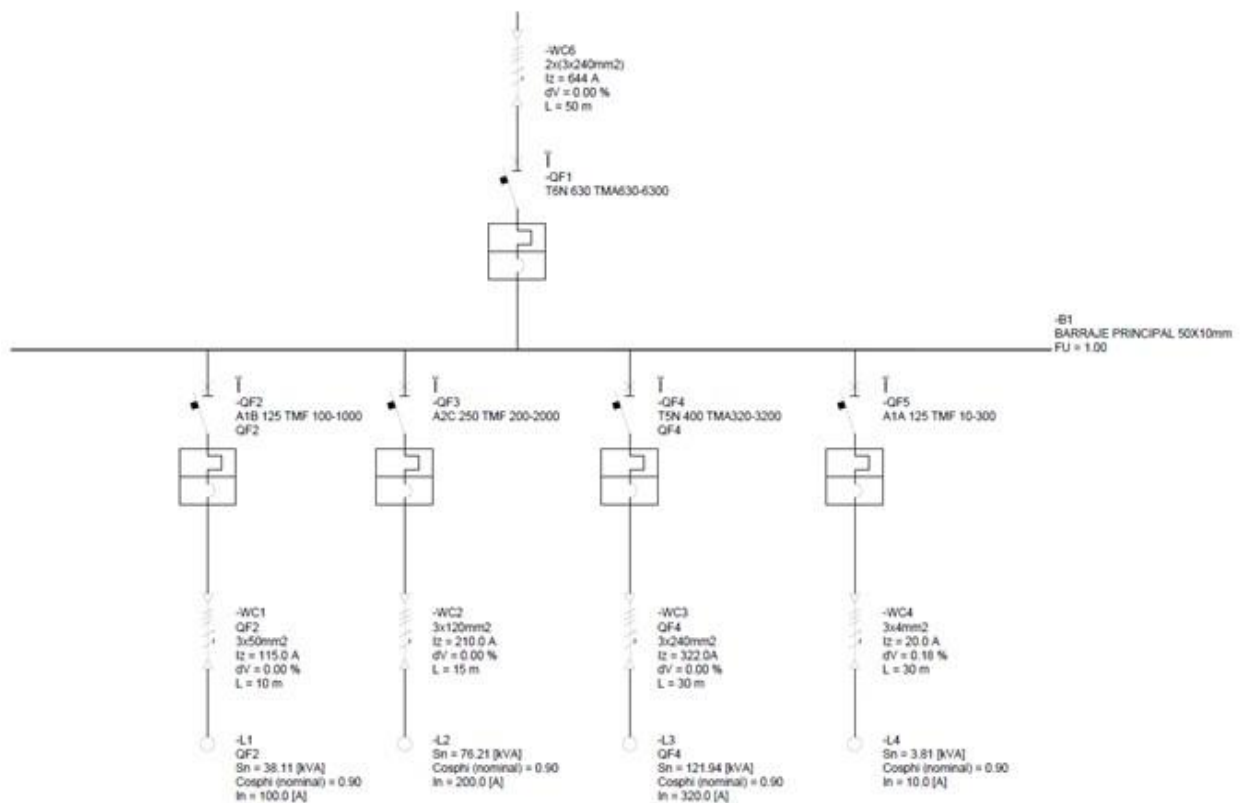 -WC6
2x(3x240mm2)
Iz = 644 A
dV = 0.00 %
L = 50 m
-QF1
T6N 630 TMA630-6300
-B1
BARRAJE PRINCIPAL 50X10mm
FU = 1.00
-QF2
A1B 125 TMF 100-1000
QF2
-QF3
A2C 250 TMF 200-2000
-QF4
T5N 400 TMA320-3200
QF4
-QF5
A1A 125 TMF 10-300
-WC1
QF2
3x50mm2
Iz = 115.0 A
dV = 0.00 %
L = 10 m
-WC2
3x120mm2
Iz = 210.0 A
dV = 0.00 %
L = 15 m
-WC3
QF4
3x240mm2
Iz = 322.0A
dV = 0.00 %
L = 30 m
-WC4
3x4mm2
Iz = 20.0 A
dV = 0.18 %
L = 30 m
-L1
QF2
Sn = 38.11 [kVA]
Cosphi (nominal) = 0.90
In = 100.0 [A]
-L2
Sn = 76.21 [kVA]
Cosphi (nominal) = 0.90
In = 200.0 [A]
-L3
QF4
Sn = 121.94 [kVA]
Cosphi (nominal) = 0.90
In = 320.0 [A]
-L4
Sn = 3.81 [kVA]
Cosphi (nominal) = 0.90
In = 10.0 [A]